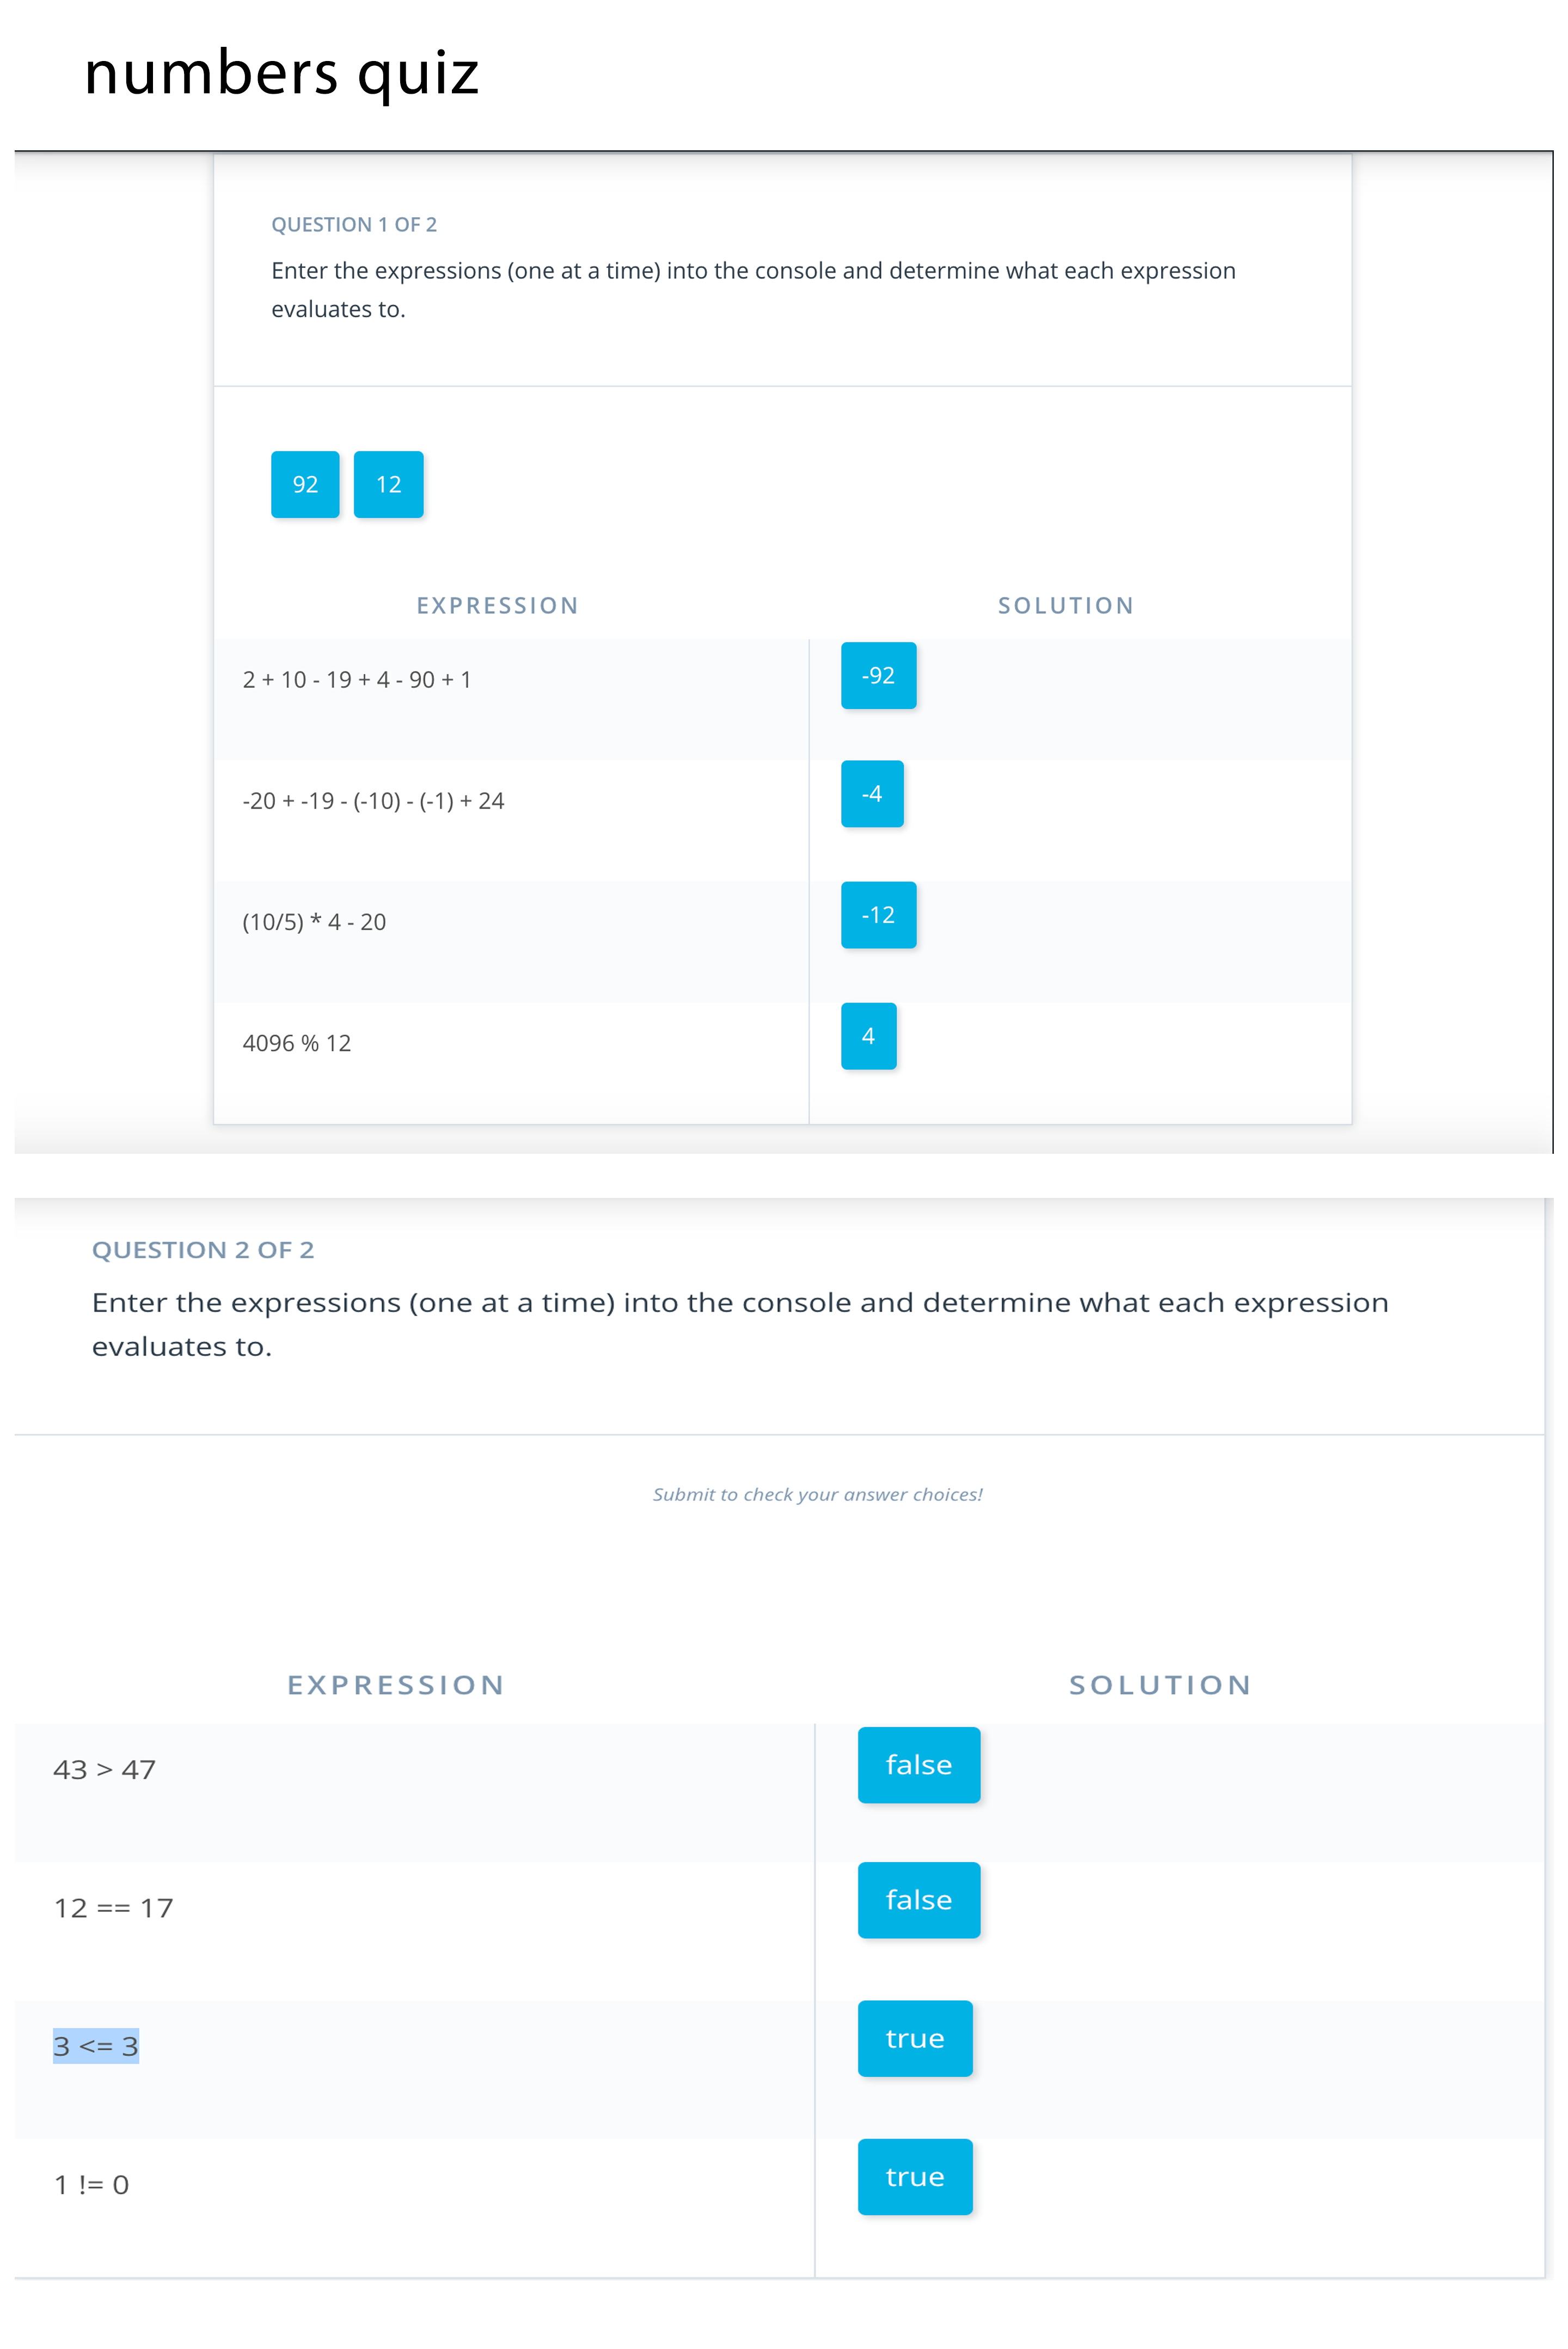 numbers quiz
QUESTION 1 OF 2
Enter the expressions (one at a time) into the console and determine what each expression
evaluates to.
92 12
EXPRESSION SOLUTION
2 + 10 - 19 + 4 - 90 + 1 -92
-20 + -19 - (-10) - (-1) + 24 -4
(10/5) * 4 - 20 -12
4096 % 12 4
QUESTION 2 OF 2
Enter the expressions (one at a time) into the console and determine what each expression
evaluates to.
Submit to check your answer choices!
EXPRESSION SOLUTION
43 > 47 false
12 == 17 false
3 <= 3 true
1 != 0 true